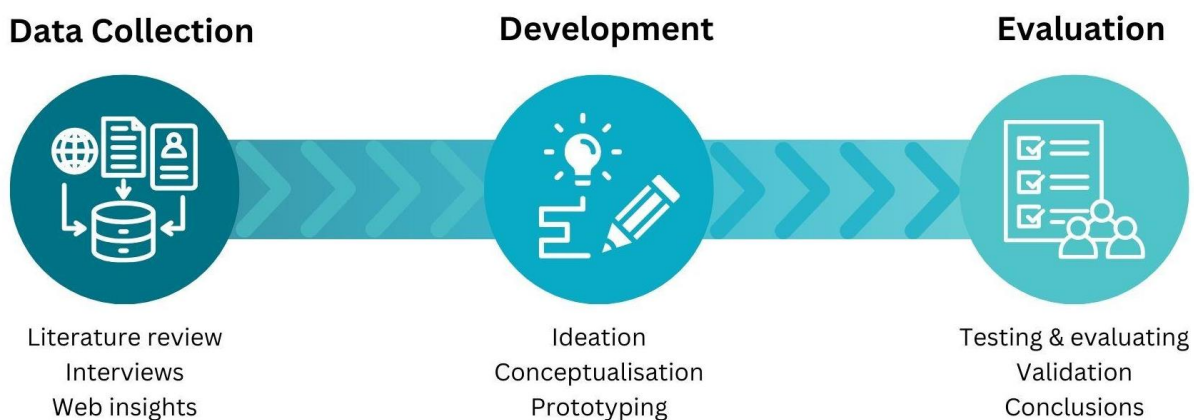 Data Collection
Development
Evaluation
Literature review
Interviews
Web insights
Ideation
Conceptualisation
Prototyping
Testing & evaluating
Validation
Conclusions